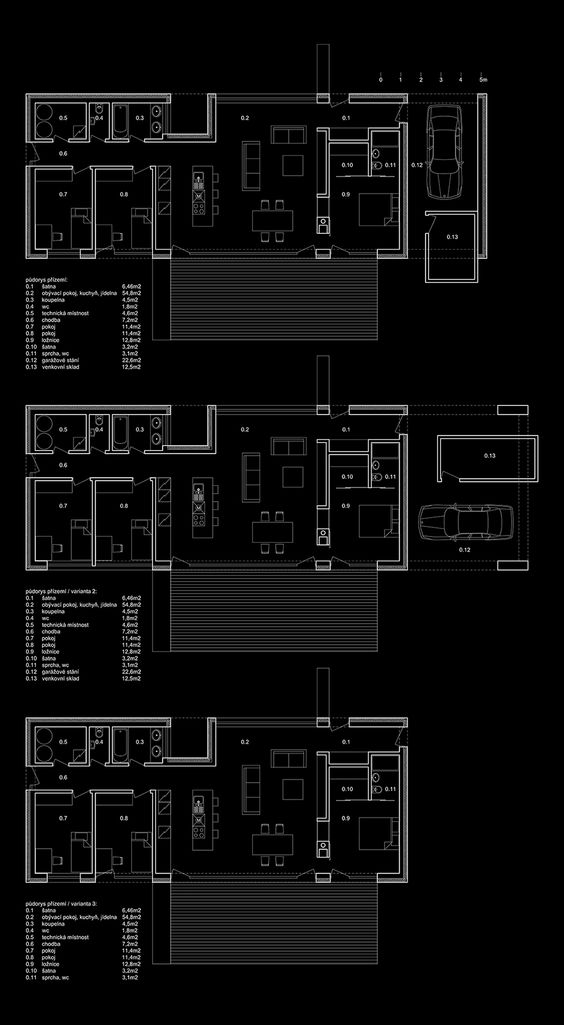 0 1 2 3 4 5m
0.5 0.4 0.3 0.2 0.1
0.6 0.10 0.11 0.12
0.7 0.8 0.9
0.13
půdorys přízemí:
0.1 šatna 6,46m2
0.2 obývací pokoj, kuchyň, jídelna 54,8m2
0.3 koupelna 4,5m2
0.4 wc 1,8m2
0.5 technická místnost 4,6m2
0.6 chodba 7,2m2
0.7 pokoj 11,4m2
0.8 pokoj 11,4m2
0.9 ložnice 12,8m2
0.10 šatna 3,2m2
0.11 sprcha, wc 3,1m2
0.12 garážové stání 22,6m2
0.13 venkovní sklad 12,5m2
0.5 0.4 0.3 0.2 0.1
0.13
0.6 0.10 0.11
0.7 0.8 0.9
0.12
půdorys přízemí / varianta 2:
0.1 šatna 6,46m2
0.2 obývací pokoj, kuchyň, jídelna 54,8m2
0.3 koupelna 4,5m2
0.4 wc 1,8m2
0.5 technická místnost 4,6m2
0.6 chodba 7,2m2
0.7 pokoj 11,4m2
0.8 pokoj 11,4m2
0.9 ložnice 12,8m2
0.10 šatna 3,2m2
0.11 sprcha, wc 3,1m2
0.12 garážové stání 22,6m2
0.13 venkovní sklad 12,5m2
0.5 0.4 0.3 0.2 0.1
0.6 0.10 0.11
0.7 0.8 0.9
půdorys přízemí / varianta 3:
0.1 šatna 6,46m2
0.2 obývací pokoj, kuchyň, jídelna 54,8m2
0.3 koupelna 4,5m2
0.4 wc 1,8m2
0.5 technická místnost 4,6m2
0.6 chodba 7,2m2
0.7 pokoj 11,4m2
0.8 pokoj 11,4m2
0.9 ložnice 12,8m2
0.10 šatna 3,2m2
0.11 sprcha, wc 3,1m2